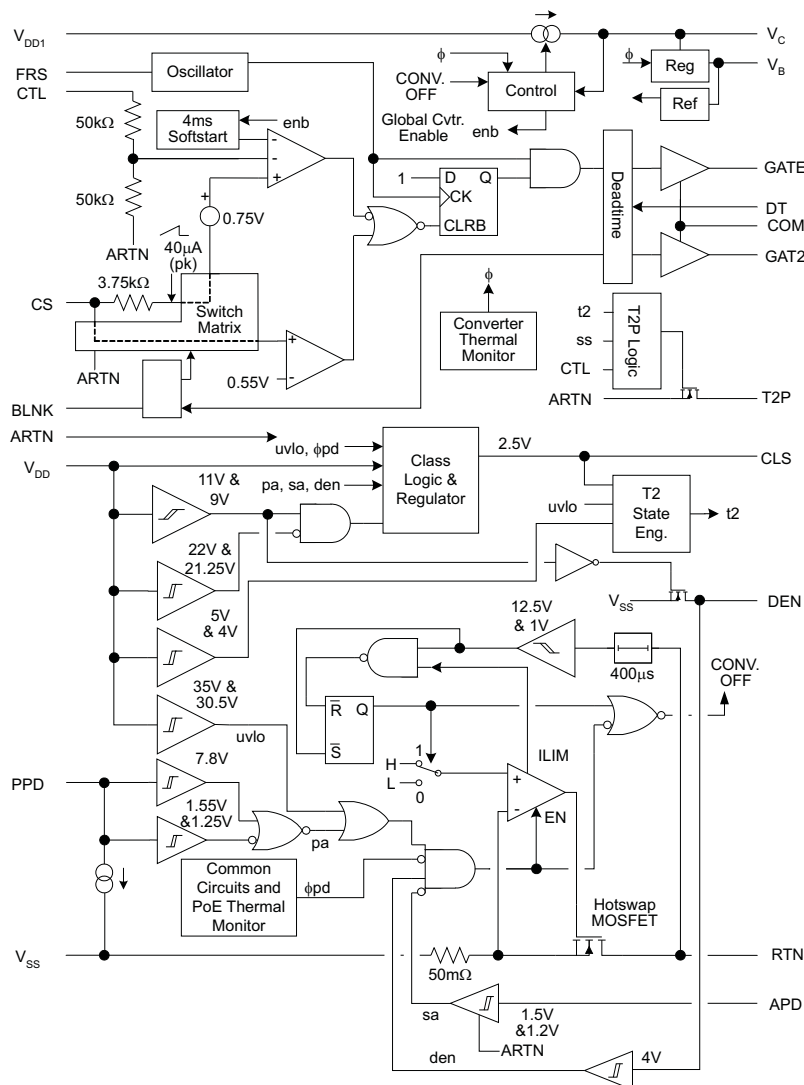 V_DD1
V_C
FRS
Oscillator
ϕ
ϕ
Reg
V_B
CTL
CONV.
OFF
Control
Ref
50kΩ
4ms
Softstart
enb
Global Cvtr.
Enable
enb
-
-
+
D
Q
1
CK
CLRB
Deadtime
GATE
DT
COM
GAT2
50kΩ
+
0.75V
ARTN
40μA
(pk)
3.75kΩ
CS
Switch
Matrix
ϕ
Converter
Thermal
Monitor
t2
ss
CTL
T2P Logic
+
-
0.55V
ARTN
BLNK
ARTN
T2P
ARTN
uvlo, ϕpd
pa, sa, den
Class
Logic &
Regulator
2.5V
CLS
V_DD
11V &
9V
uvlo
T2
State
Eng.
t2
22V &
21.25V
5V
& 4V
V_SS
DEN
12.5V
& 1V
400μs
CONV.
OFF
35V &
30.5V
uvlo
R
Q
S
H
1
L
0
ILIM
+
-
EN
PPD
7.8V
1.55V
&1.25V
pa
Common
Circuits and
PoE Thermal
Monitor
ϕpd
Hotswap
MOSFET
V_SS
50mΩ
RTN
sa
1.5V
&1.2V
APD
ARTN
den
4V